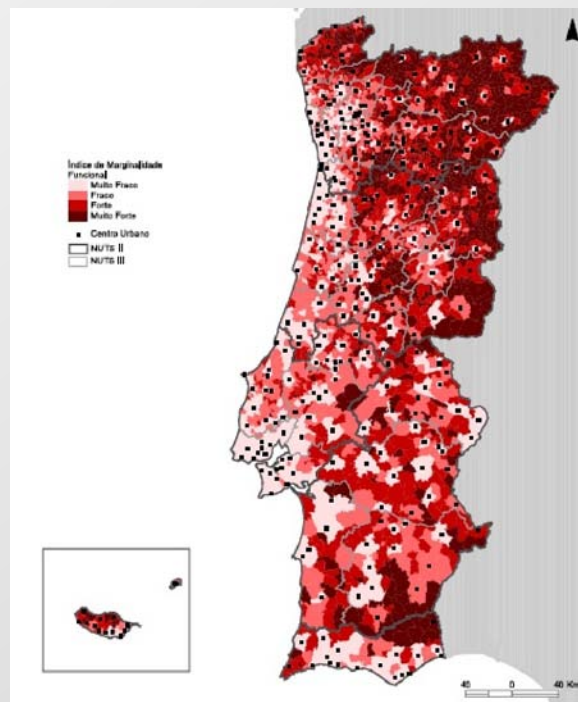 Índice de Marginalidade
Funcional
Muito Fraco
Fraco
Forte
Muito Forte
Centro Urbano
NUTS II
NUTS III
40 0 40 Km